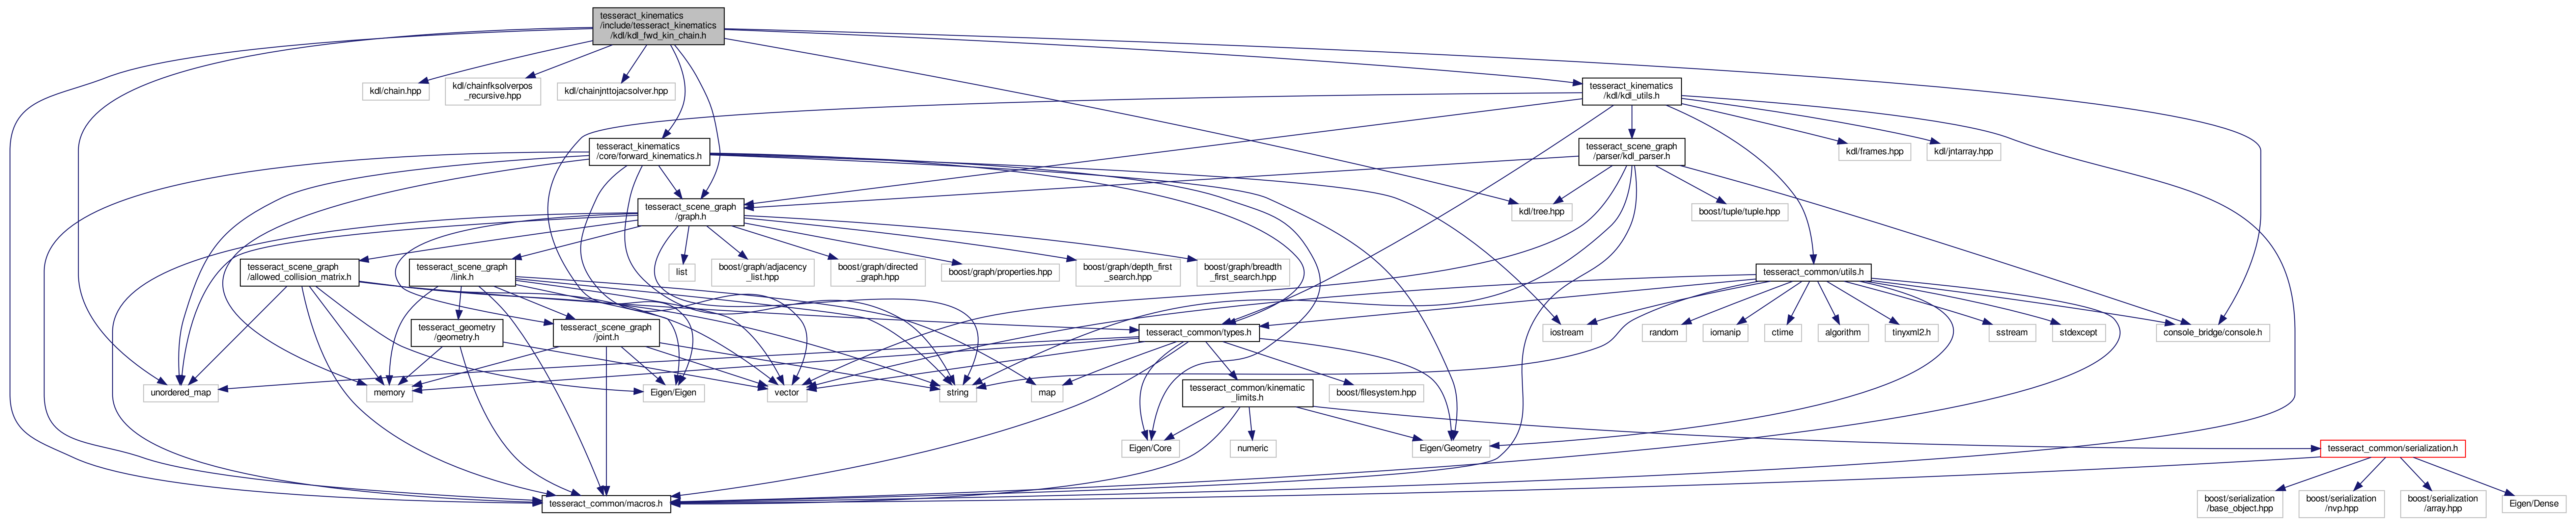 tesseract_kinematics
/include/tesseract_kinematics
/kdl/kdl_fwd_kin_chain.h
kdl/chain.hpp
kdl/chainfksolverpos
_recursive.hpp
kdl/chainjnttojacsolver.hpp
tesseract_kinematics
/kdl/kdl_utils.h
tesseract_kinematics
/core/forward_kinematics.h
tesseract_scene_graph
/parser/kdl_parser.h
kdl/frames.hpp
kdl/jntarray.hpp
tesseract_scene_graph
/graph.h
kdl/tree.hpp
boost/tuple/tuple.hpp
tesseract_scene_graph
/allowed_collision_matrix.h
tesseract_scene_graph
/link.h
list
boost/graph/adjacency
_list.hpp
boost/graph/directed
_graph.hpp
boost/graph/properties.hpp
boost/graph/depth_first
_search.hpp
boost/graph/breadth
_first_search.hpp
tesseract_common/utils.h
tesseract_geometry
/geometry.h
tesseract_scene_graph
/joint.h
tesseract_common/types.h
iostream
random
iomanip
ctime
algorithm
tinyxml2.h
sstream
stdexcept
console_bridge/console.h
unordered_map
memory
Eigen/Eigen
vector
string
map
tesseract_common/kinematic
_limits.h
boost/filesystem.hpp
Eigen/Core
numeric
Eigen/Geometry
tesseract_common/serialization.h
tesseract_common/macros.h
boost/serialization
/base_object.hpp
boost/serialization
/nvp.hpp
boost/serialization
/array.hpp
Eigen/Dense